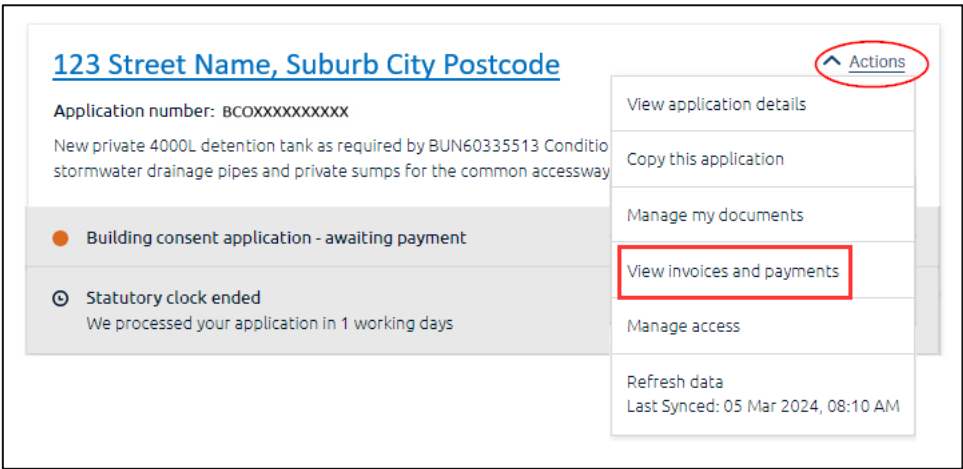 123 Street Name, Suburb City Postcode
Actions
Application number: BCOXXXXXXXXXX
New private 4000L detention tank as required by BUN60335513 Conditio
stormwater drainage pipes and private sumps for the common accessway
Building consent application - awaiting payment
Statutory clock ended
We processed your application in 1 working days
View application details
Copy this application
Manage my documents
View invoices and payments
Manage access
Refresh data
Last Synced: 05 Mar 2024, 08:10 AM